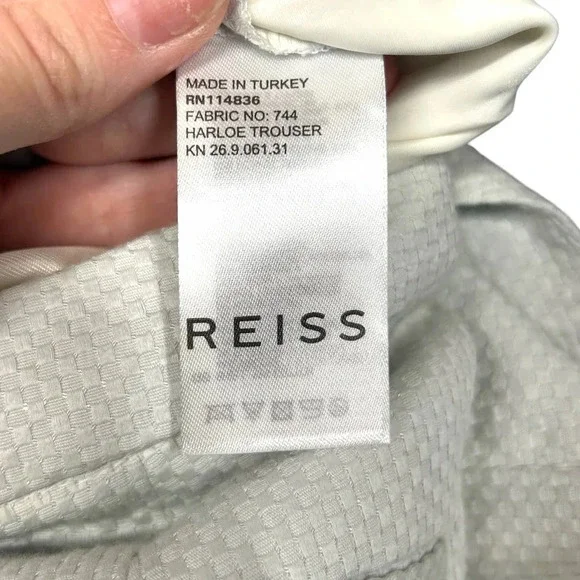 MADE IN TURKEY
RN114836
FABRIC NO: 744
HARLOE TROUSER
KN 26.9.061.31
REISS